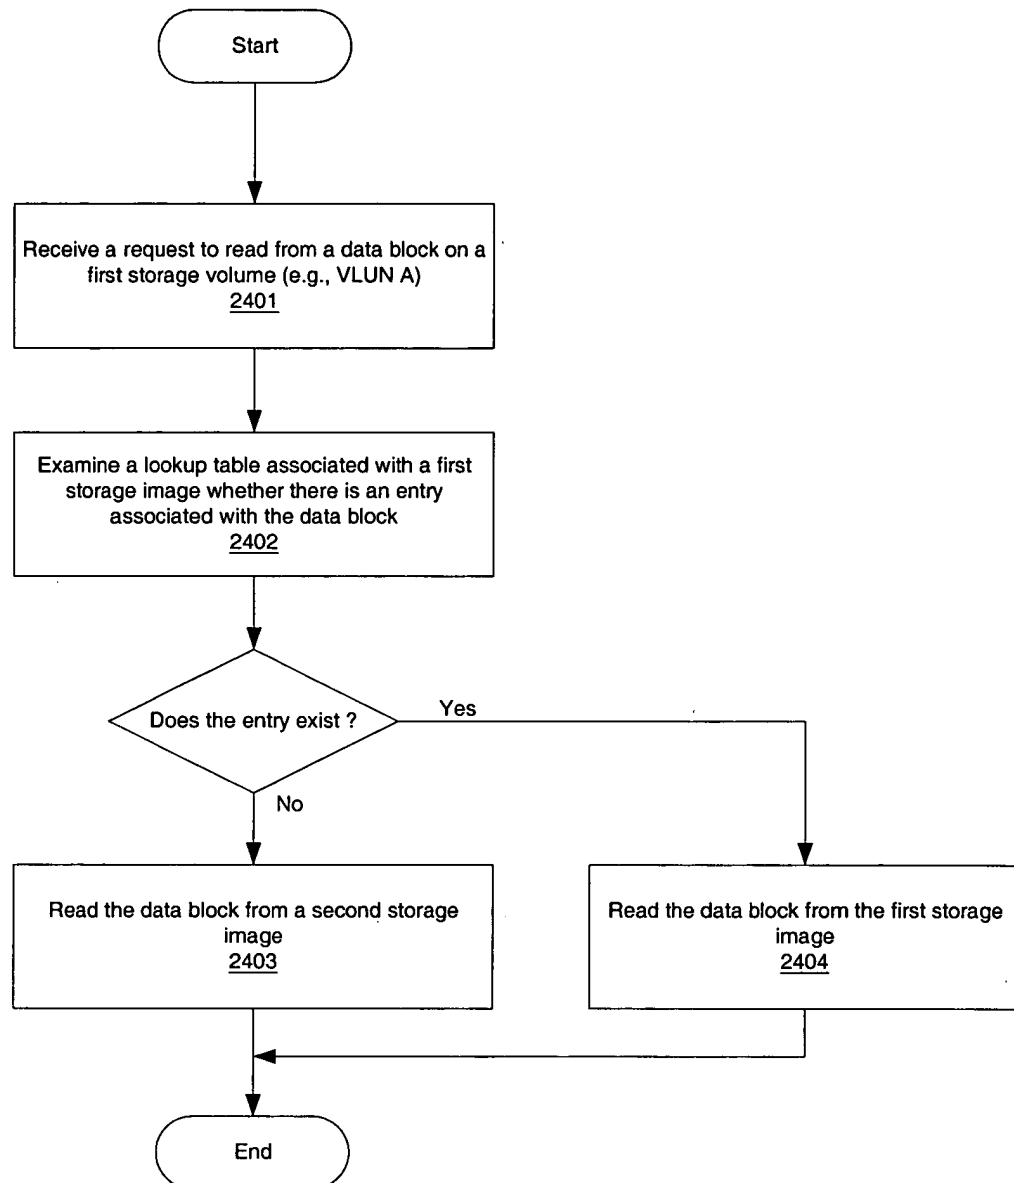 Start
Receive a request to read from a data block on a
first storage volume (e.g., VLUN A)
2401
Examine a lookup table associated with a first
storage image whether there is an entry
associated with the data block
2402
Does the entry exist ?
Yes
No
Read the data block from a second storage
image
2403
Read the data block from the first storage
image
2404
End